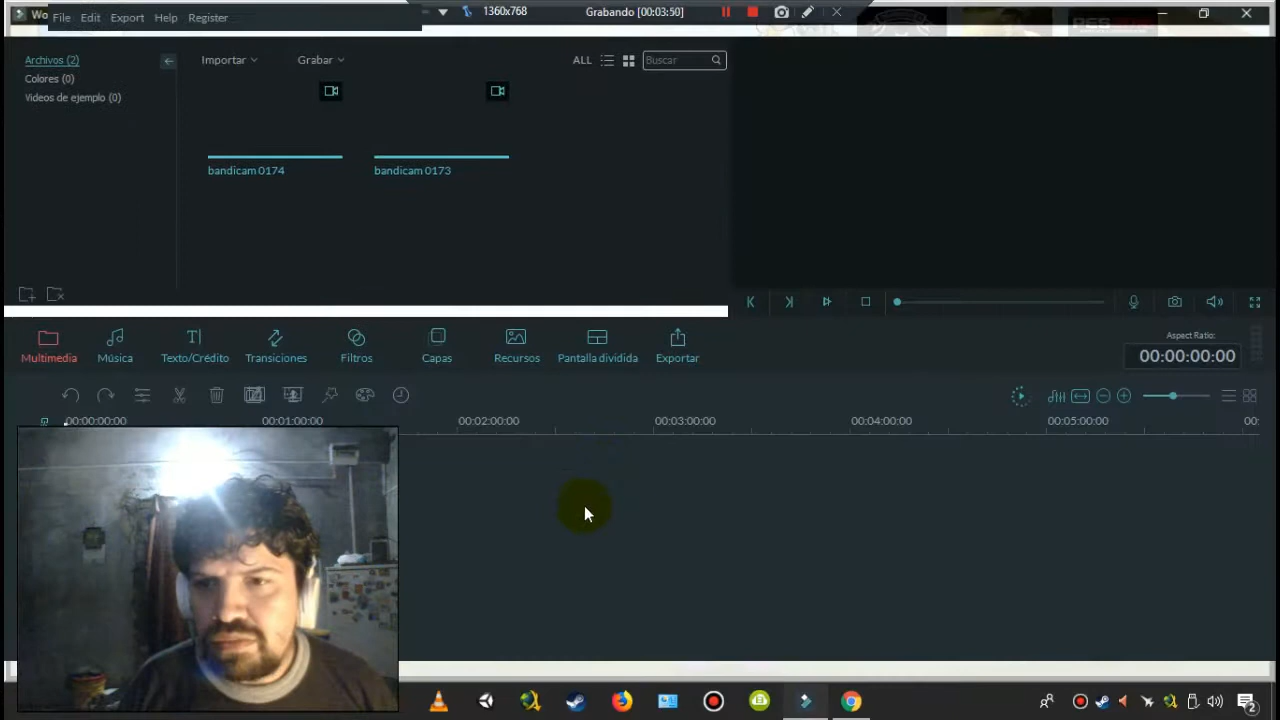 Wo
File Edit Export Help Register
1360x768
Grabando [00:03:50]
Archivos (2)
Colores (0)
Videos de ejemplo (0)
Importar
Grabar
ALL
Buscar
bandicam 0174
bandicam 0173
Multimedia
Música
Texto/Crédito
Transiciones
Filtros
Capas
Recursos
Pantalla dividida
Exportar
Aspect Ratio:
00:00:00:00
00:00:00:00 00:01:00:00 00:02:00:00 00:03:00:00 00:04:00:00 00:05:00:00 00:
2